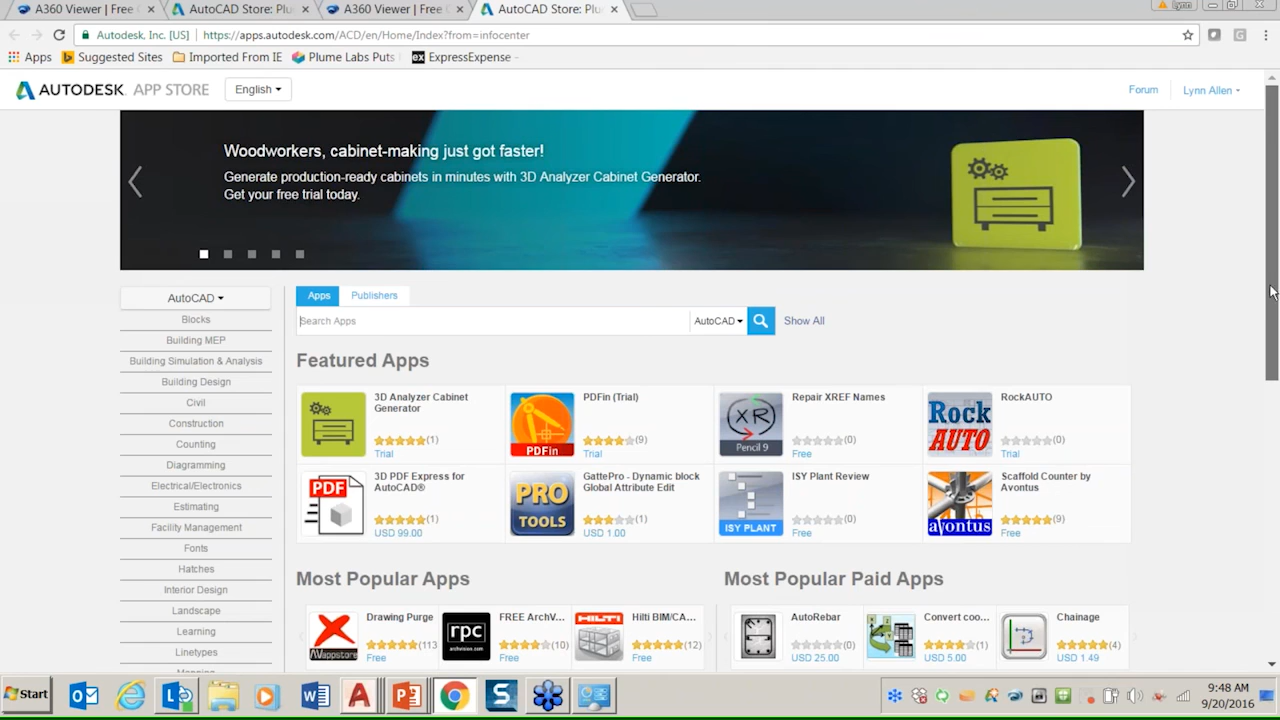 A360 Viewer | Free
AutoCAD Store: Plu
A360 Viewer | Free
AutoCAD Store: Plu
Lynn
Autodesk, Inc. [US]
https://apps.autodesk.com/ACD/en/Home/Index?from=infocenter
Apps
Suggested Sites
Imported From IE
Plume Labs Puts
ex
ExpressExpense -
AUTODESK APP STORE
English
Forum
Lynn Allen
Woodworkers, cabinet-making just got faster!
Generate production-ready cabinets in minutes with 3D Analyzer Cabinet Generator.
Get your free trial today.
AutoCAD
Blocks
Building MEP
Building Simulation & Analysis
Building Design
Civil
Construction
Counting
Diagramming
Electrical/Electronics
Estimating
Facility Management
Fonts
Hatches
Interior Design
Landscape
Learning
Linetypes
Apps
Publishers
Search Apps
AutoCAD
Show All
Featured Apps
3D Analyzer Cabinet
Generator
(1)
Trial
PDFin
PDFin (Trial)
(9)
Trial
XR
Pencil 9
Repair XREF Names
(0)
Free
Rock
AUTO
RockAUTO
(0)
Trial
PDF
3D PDF Express for
AutoCAD®
(1)
USD 99.00
PRO
TOOLS
GattePro - Dynamic block
Global Attribute Edit
(1)
USD 1.00
ISY PLANT
ISY Plant Review
(0)
Free
avontus
Scaffold Counter by
Avontus
(9)
Free
Most Popular Apps
Appstore
Drawing Purge
(113
Free
rpc
archvision.com
FREE ArchV...
(10)
Free
HILTI
Hilti BIM/CA...
(12)
Free
Most Popular Paid Apps
AutoRebar
(0)
USD 25.00
Convert coo...
(1)
USD 5.00
Chainage
(4)
USD 1.49
Start
9:48 AM
9/20/2016